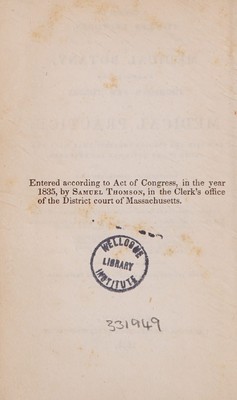 Entered according to Act of Congress, in the year
1835, by SAMUEL THOMSON, in the Clerk's office
of the District court of Massachusetts.
WELLCOME
LIBRARY
INSTITUTE
331949